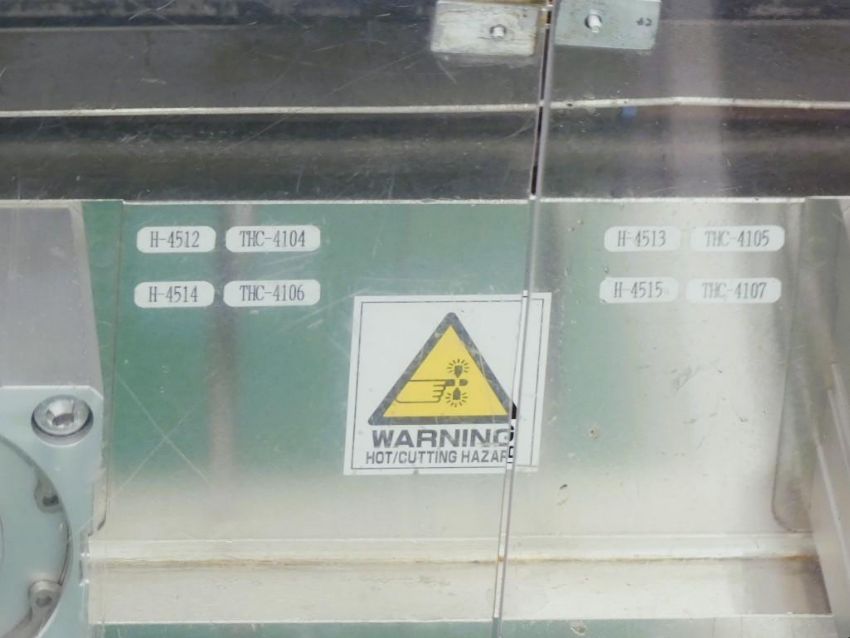 H-4512 THC-4104 H-4513 THC-4105
H-4514 THC-4106 H-4515 THC-4107
WARNING
HOT/CUTTING HAZARD